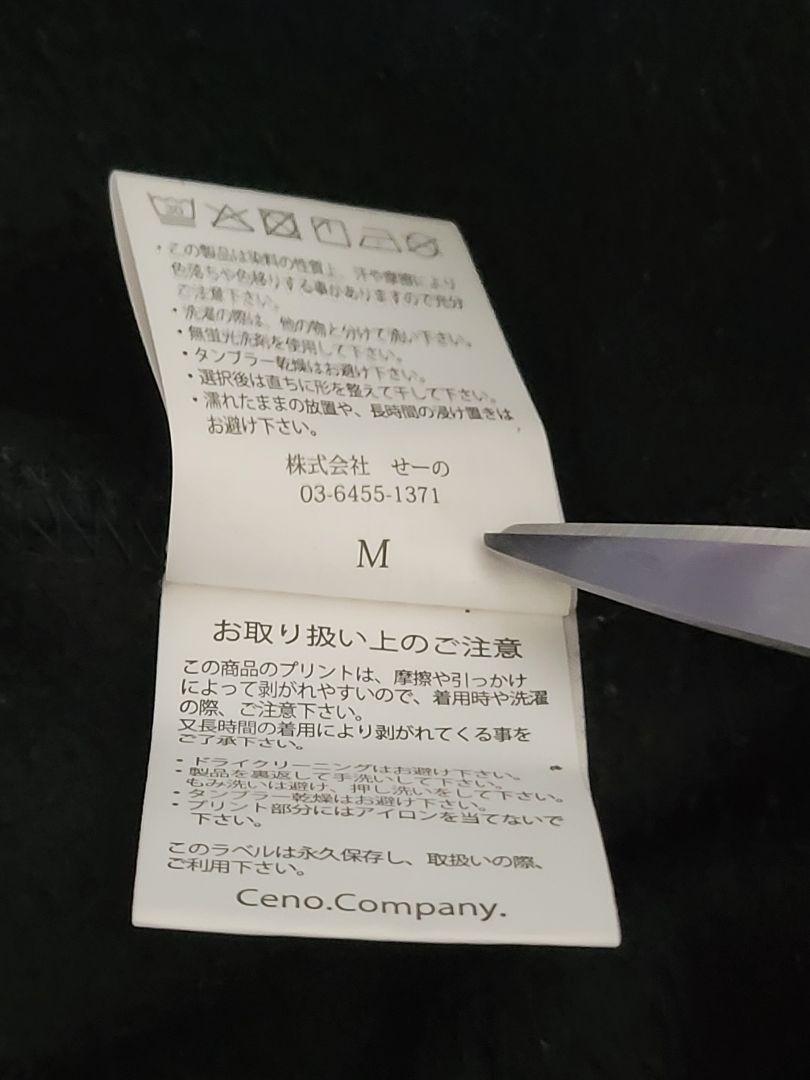 30
・この製品は染料の性質上、汗や摩擦により
色落ちや色移りする事がありますので充分
ご注意下さい。
・洗濯の際は、他の物と分けて洗い下さい。
・無蛍光洗剤を使用して下さい。
・タンブラー乾燥はお避け下さい。
・選択後は直ちに形を整えて干して下さい。
・濡れたままの放置や、長時間の浸け置きは
お避け下さい。
株式会社 せーの
03-6455-1371
M
お取り扱い上のご注意
この商品のプリントは、摩擦や引っかけ
によって剥がれやすいので、着用時や洗濯
の際、ご注意下さい。
又長時間の着用により剥がれてくる事を
ご了承下さい。
・ドライクリーニングはお避け下さい。
・製品を裏返して手洗いして下さい。
もみ洗いは避け、押し洗いをして下さい。
・タンブラー乾燥はお避け下さい。
・プリント部分にはアイロンを当てないで
下さい。
このラベルは永久保存し、取扱いの際、
ご利用下さい。
Ceno.Company.